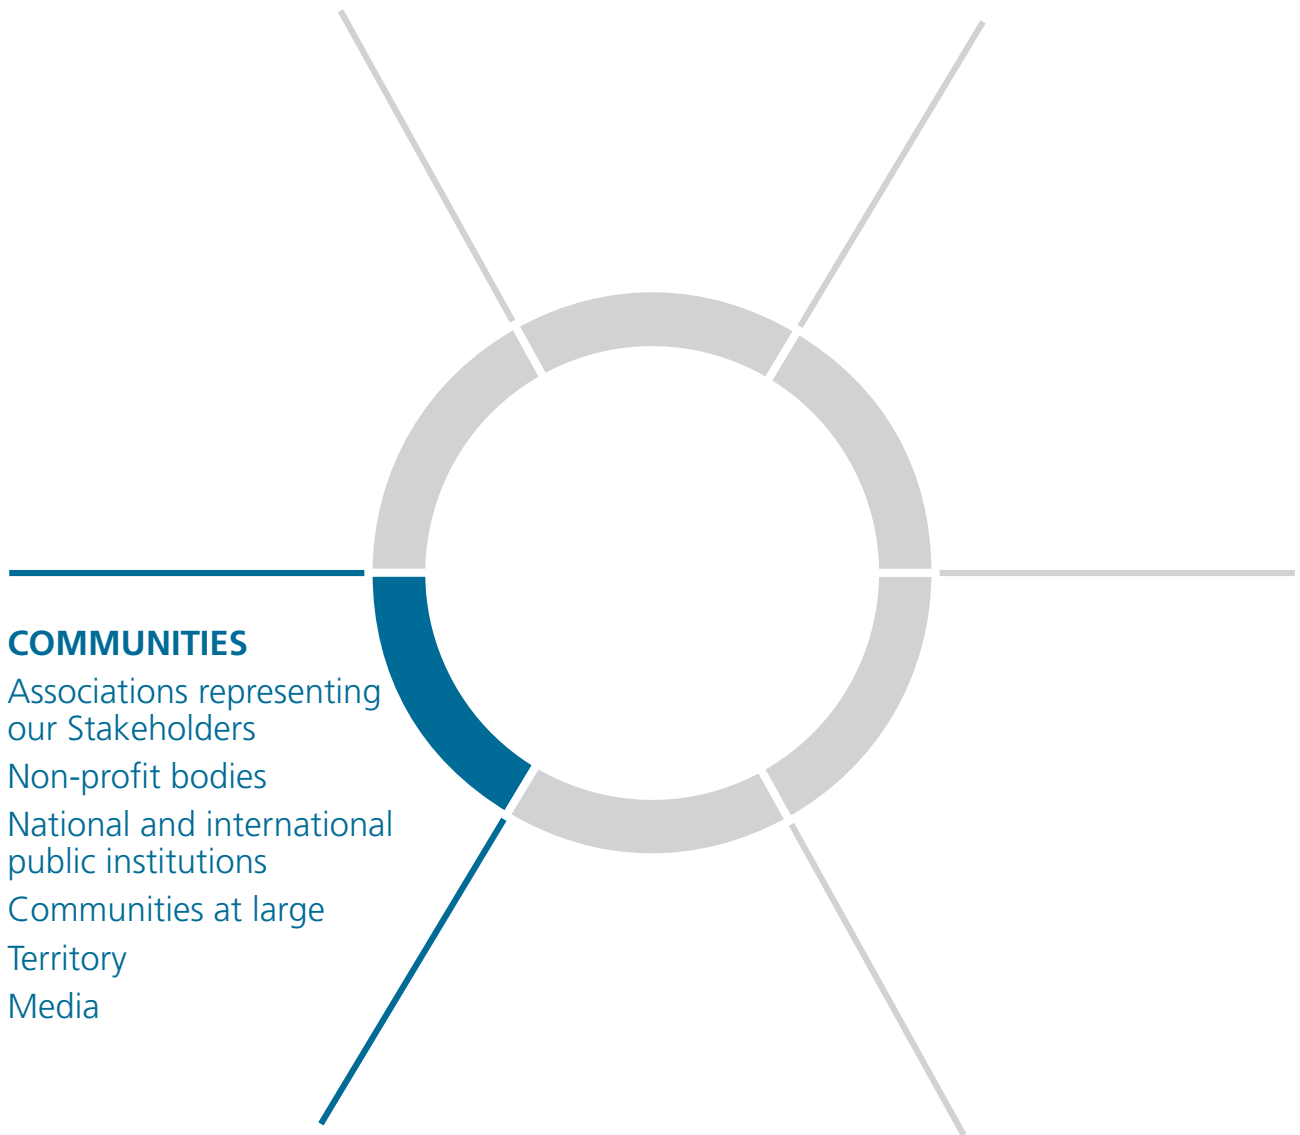 COMMUNITIES
Associations representing
our Stakeholders
Non-profit bodies
National and international
public institutions
Communities at large
Territory
Media